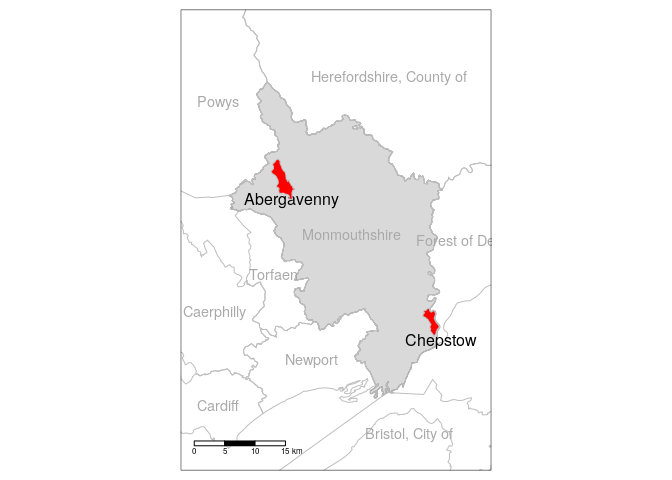 Herefordshire, County of
Powys
Abergavenny
Monmouthshire
Forest of De
Torfaen
Caerphilly
Chepstow
Newport
Cardiff
Bristol, City of
0 5 10 15 km